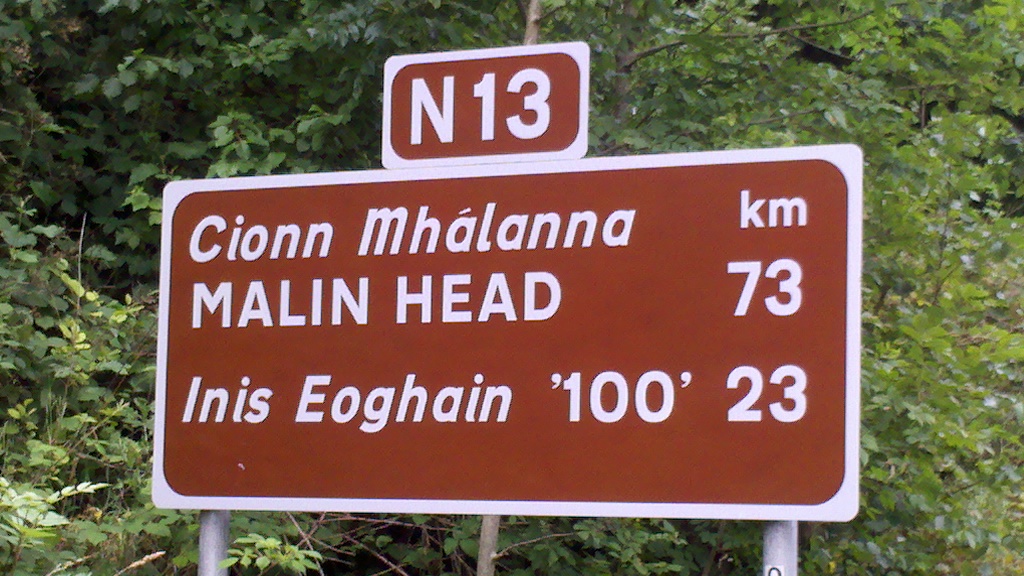 N13
Cionn Mhálanna km
MALIN HEAD 73
Inis Eoghain '100' 23